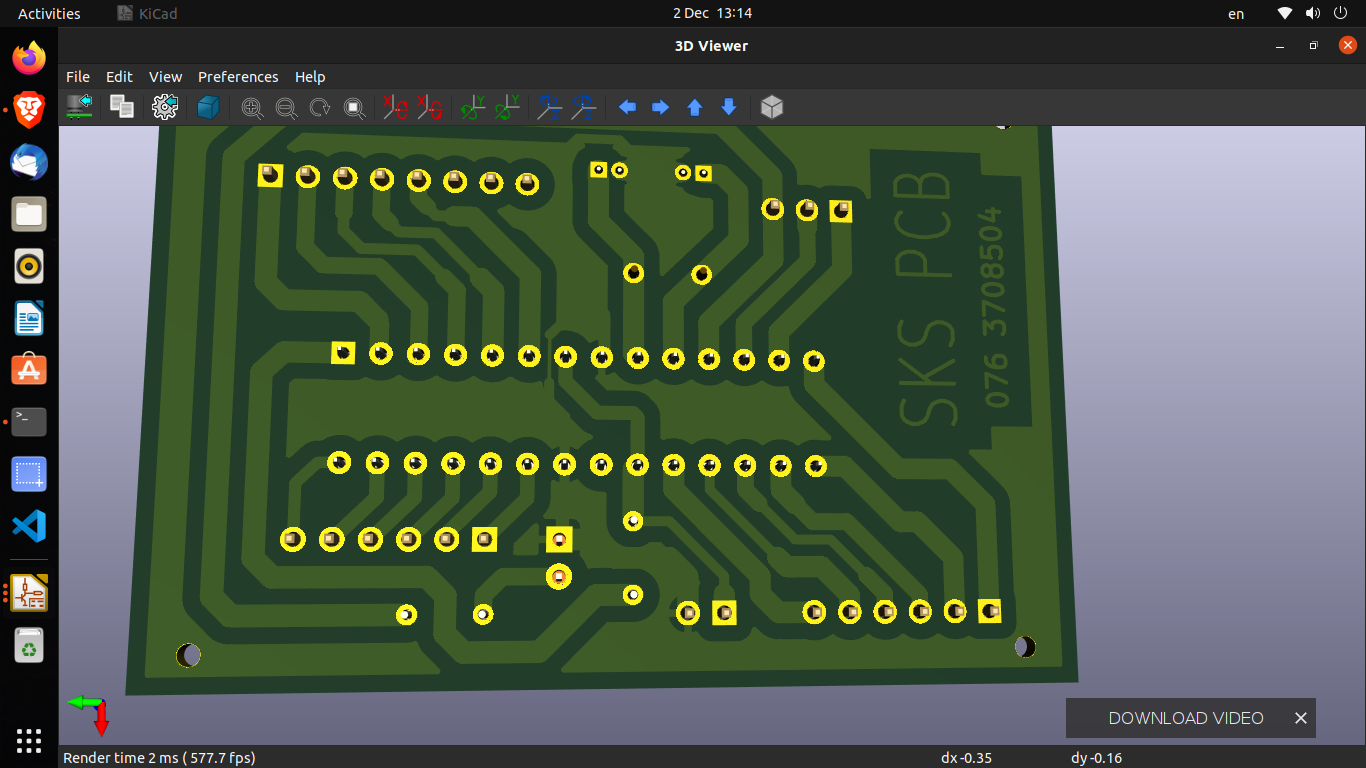 Activities
KiCad
2 Dec 13:14
en
3D Viewer
File Edit View Preferences Help
SKS PCB
076 3708504
DOWNLOAD VIDEO
Render time 2 ms ( 577.7 fps)
dx -0.35
dy -0.16